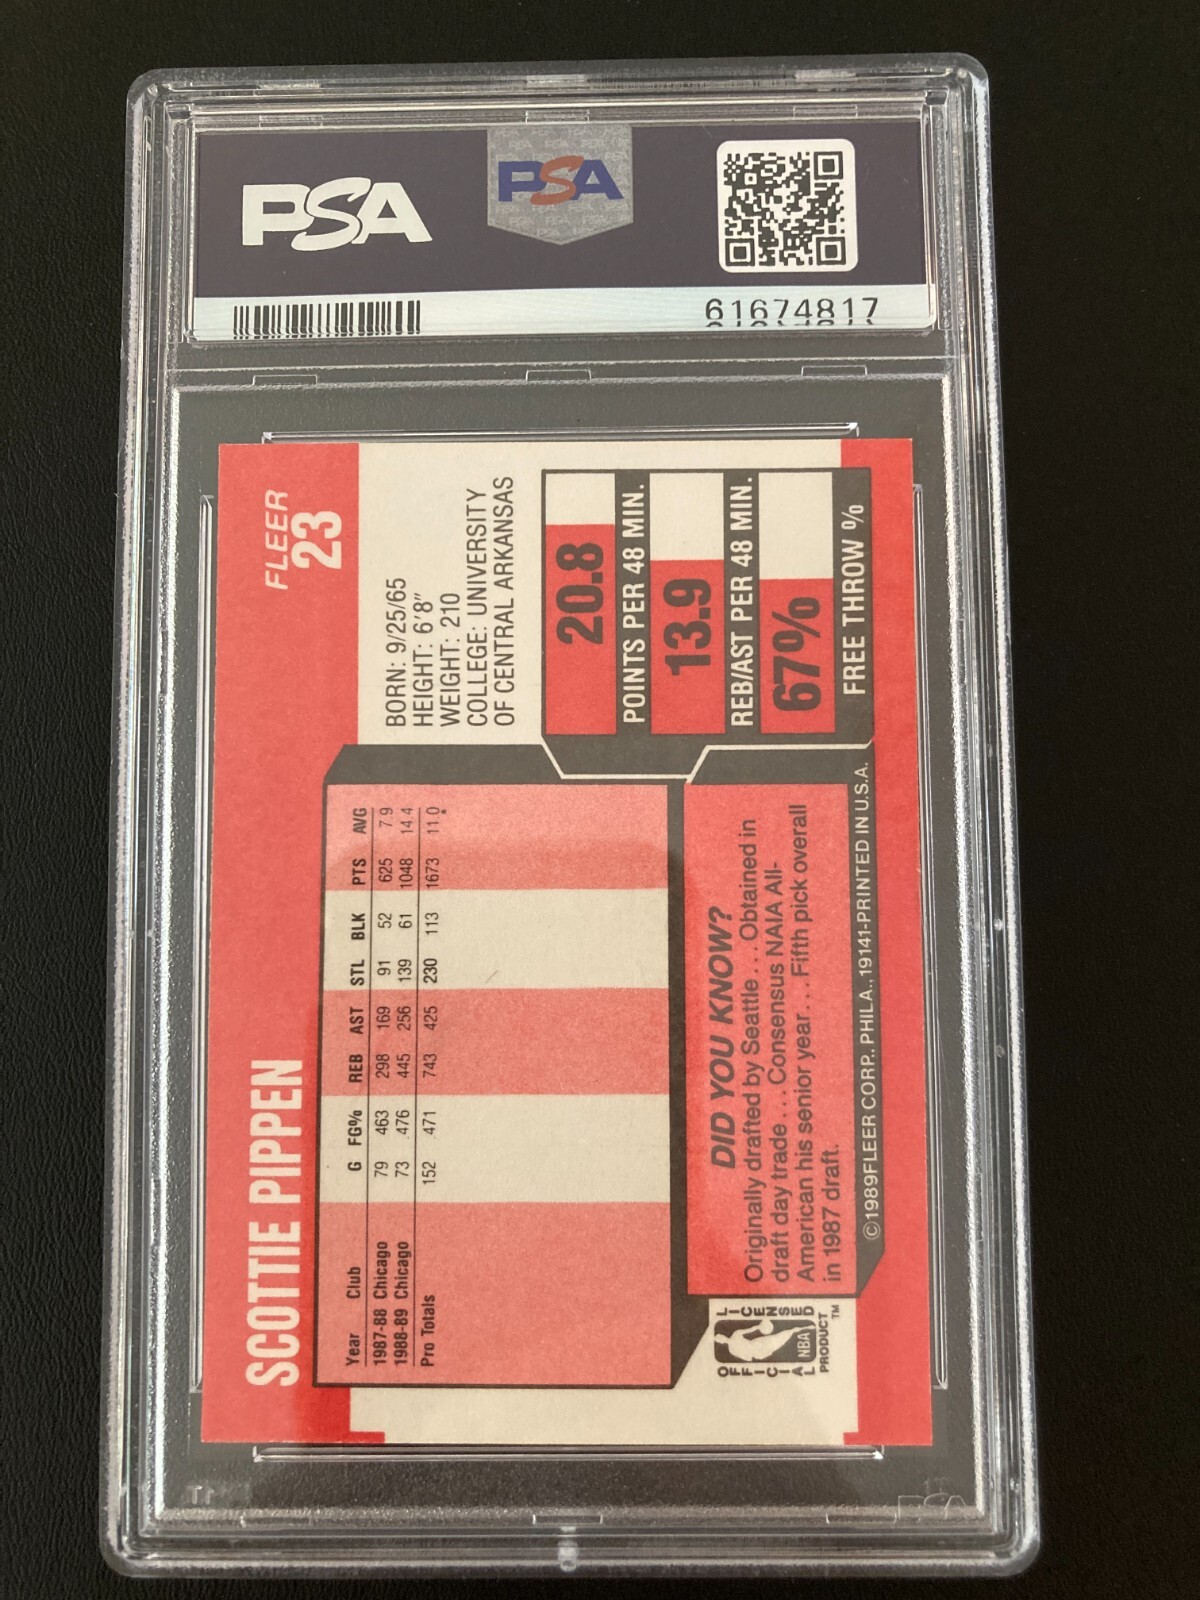 PSA
PSA
61674817
FLEER
23
SCOTTIE PIPPEN
BORN: 9/25/65
HEIGHT: 6'8"
WEIGHT: 210
COLLEGE: UNIVERSITY
OF CENTRAL ARKANSAS
Year Club G FG% REB AST STL BLK PTS AVG
1987-88 Chicago 79 .463 298 169 91 52 625 7.9
1988-89 Chicago 73 .476 445 256 139 61 1048 14.4
Pro Totals 152 .471 743 425 230 113 1673 11.0
20.8
POINTS PER 48 MIN.
13.9
REB/AST PER 48 MIN.
67%
FREE THROW %
DID YOU KNOW?
Originally drafted by Seattle... Obtained in
draft day trade.... Consensus NAIA All-
American his senior year.... Fifth pick overall
in 1987 draft.
OFFICIAL LICENSED
NBA
PRODUCT™
©1989FLEER CORP., PHILA., 19141-PRINTED IN U.S.A.
PSA